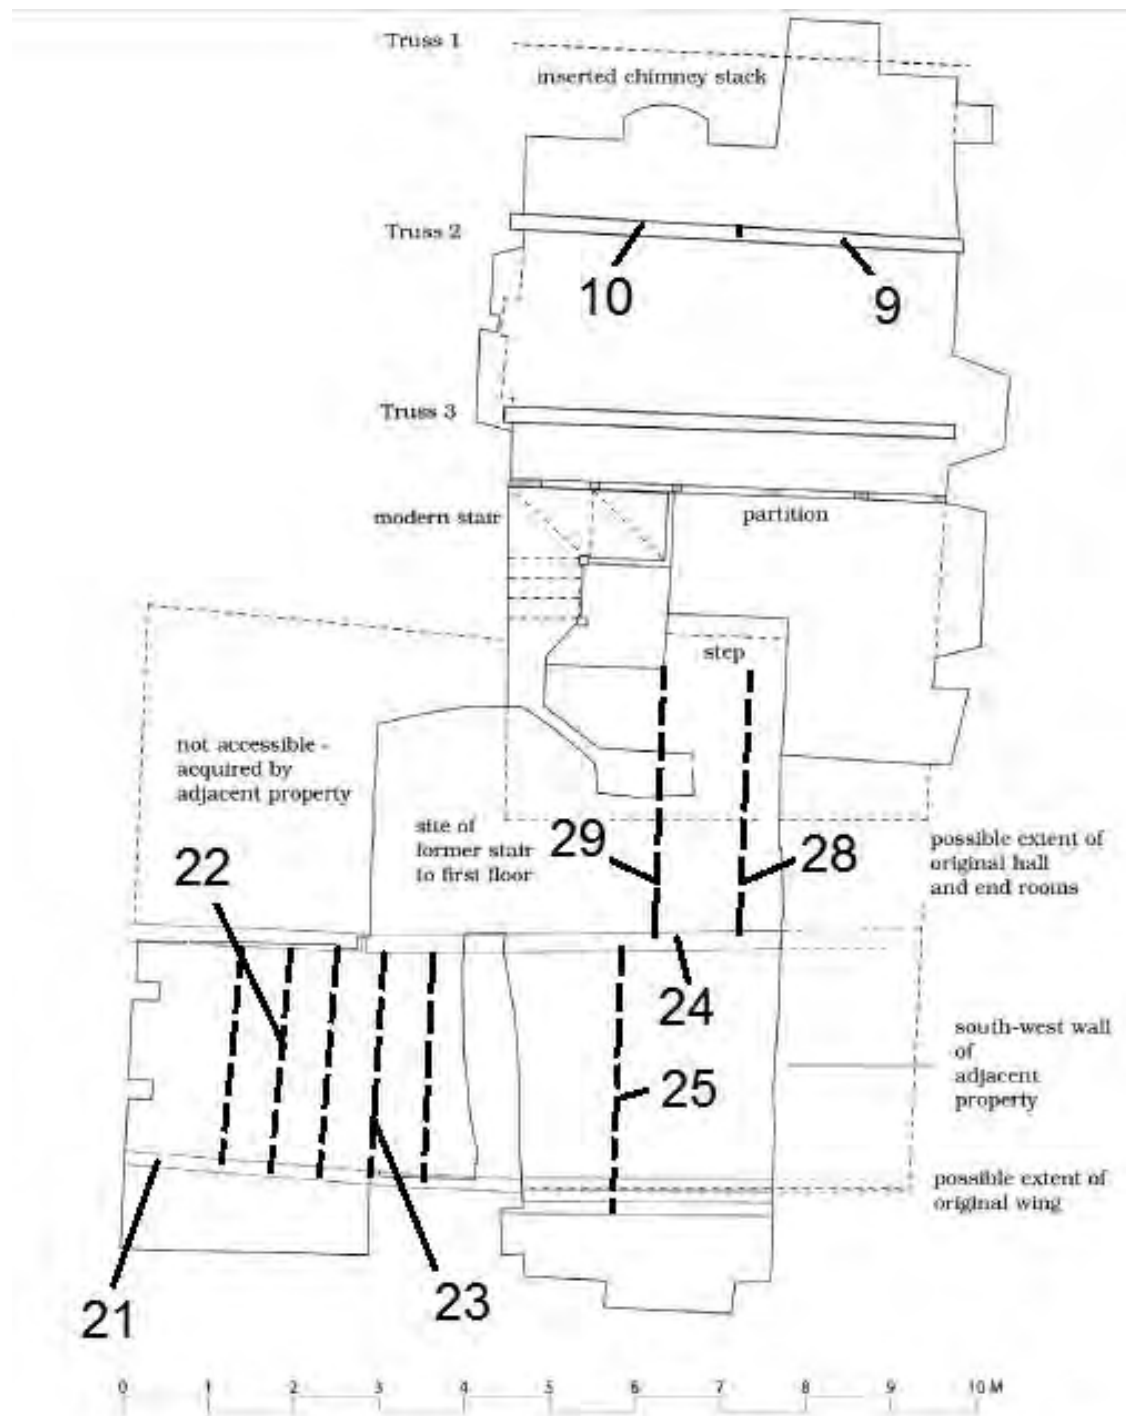 Truss 1
inserted chimney stack
Truss 2
10
9
Truss 3
modern stair
partition
step
not accessible -
acquired by
adjacent property
site of
former stair
to first floor
29
28
possible extent of
original hall
and end rooms
22
24
south-west wall
of
adjacent
property
25
possible extent of
original wing
23
21
0 1 2 3 4 5 6 7 8 9 10 M